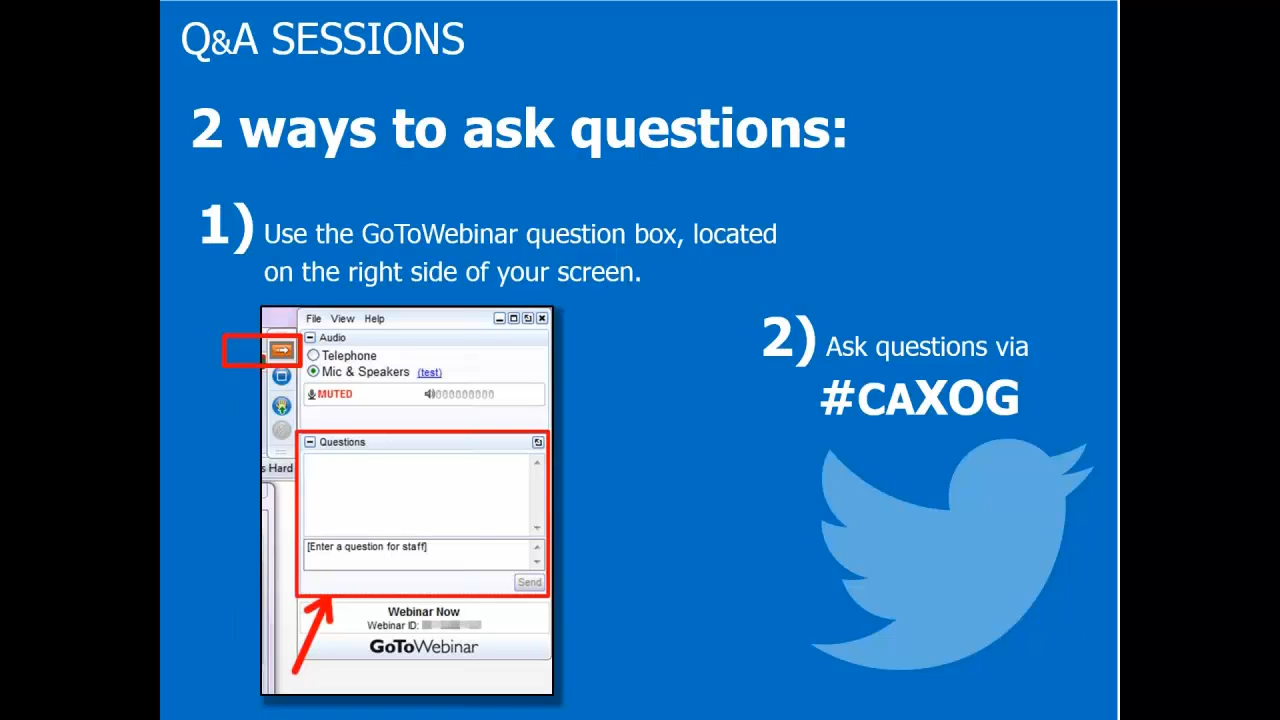 Q&A SESSIONS
2 ways to ask questions:
1) Use the GoToWebinar question box, located
on the right side of your screen.
File View Help
Audio
Telephone
Mic & Speakers (test)
MUTED
000000000
Questions
s Hard
[Enter a question for staff]
Send
Webinar Now
Webinar ID:
GoToWebinar
2) Ask questions via
#CAXOG